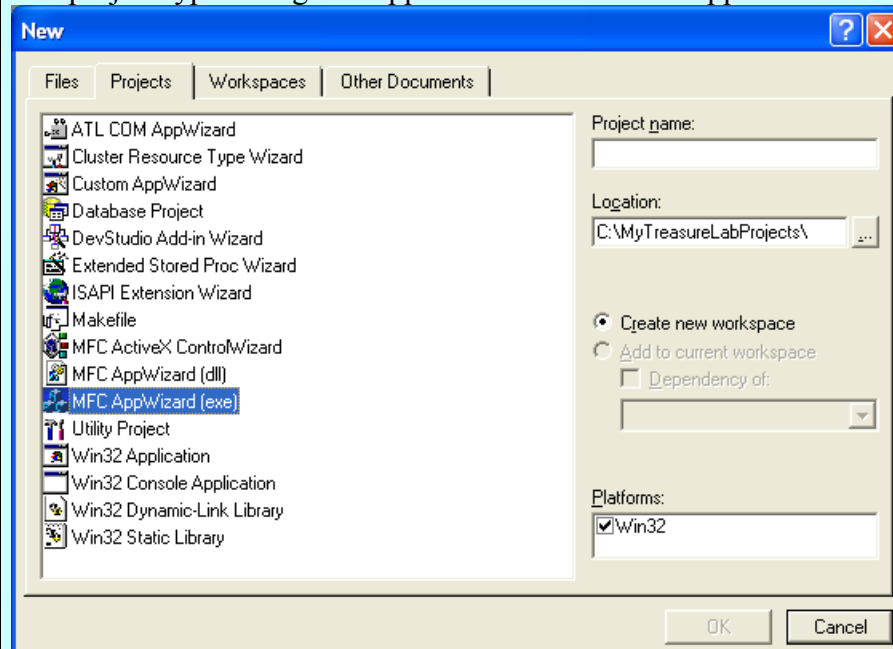 New
Files Projects Workspaces Other Documents
ATL COM AppWizard
Cluster Resource Type Wizard
Custom AppWizard
Database Project
DevStudio Add-in Wizard
Extended Stored Proc Wizard
ISAPI Extension Wizard
Makefile
MFC ActiveX ControlWizard
MFC AppWizard (dll)
MFC AppWizard (exe)
Utility Project
Win32 Application
Win32 Console Application
Win32 Dynamic-Link Library
Win32 Static Library
Project name:
Location:
C:\MyTreasureLabProjects\
...
Create new workspace
Add to current workspace
Dependency of:
Platforms:
Win32
OK Cancel